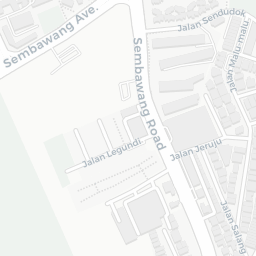 Sembawang Ave.
Sembawang Road
Jalan Sendudok
Jalan Malu-malu
Jalan Legundi
Jalan Jeruju
Jalan Salang